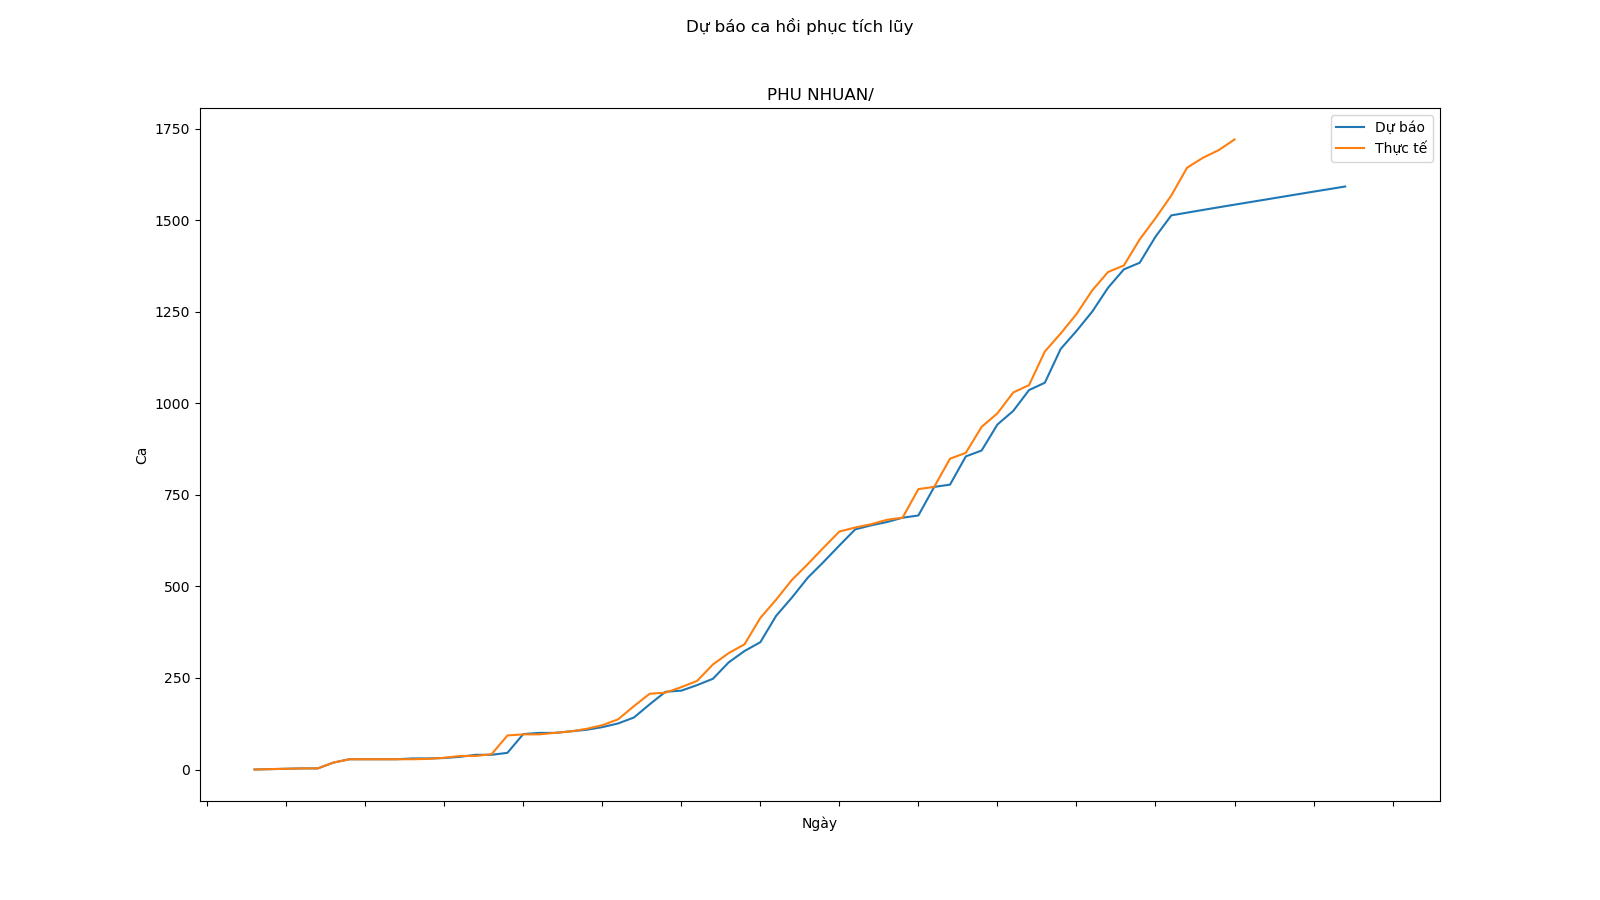 Dự báo ca hồi phục tích lũy
PHU NHUAN/
Dự báo
Thực tế
1750
1500
1250
1000
750
500
250
0
Ca
Ngày